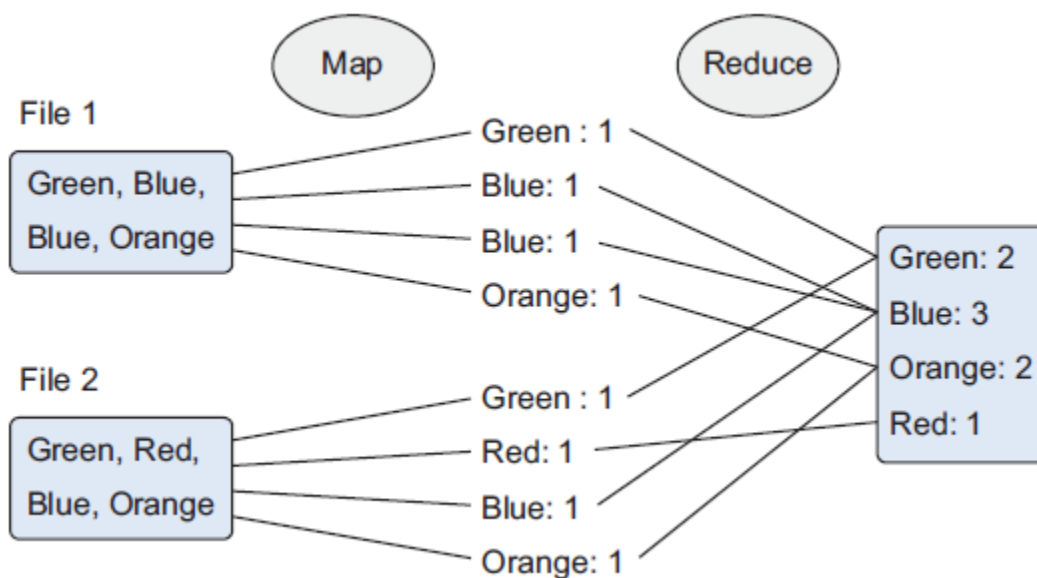 Map
Reduce
File 1
Green, Blue,
Blue, Orange
Green : 1
Blue: 1
Blue: 1
Orange: 1
File 2
Green, Red,
Blue, Orange
Green : 1
Red: 1
Blue: 1
Orange: 1
Green: 2
Blue: 3
Orange: 2
Red: 1